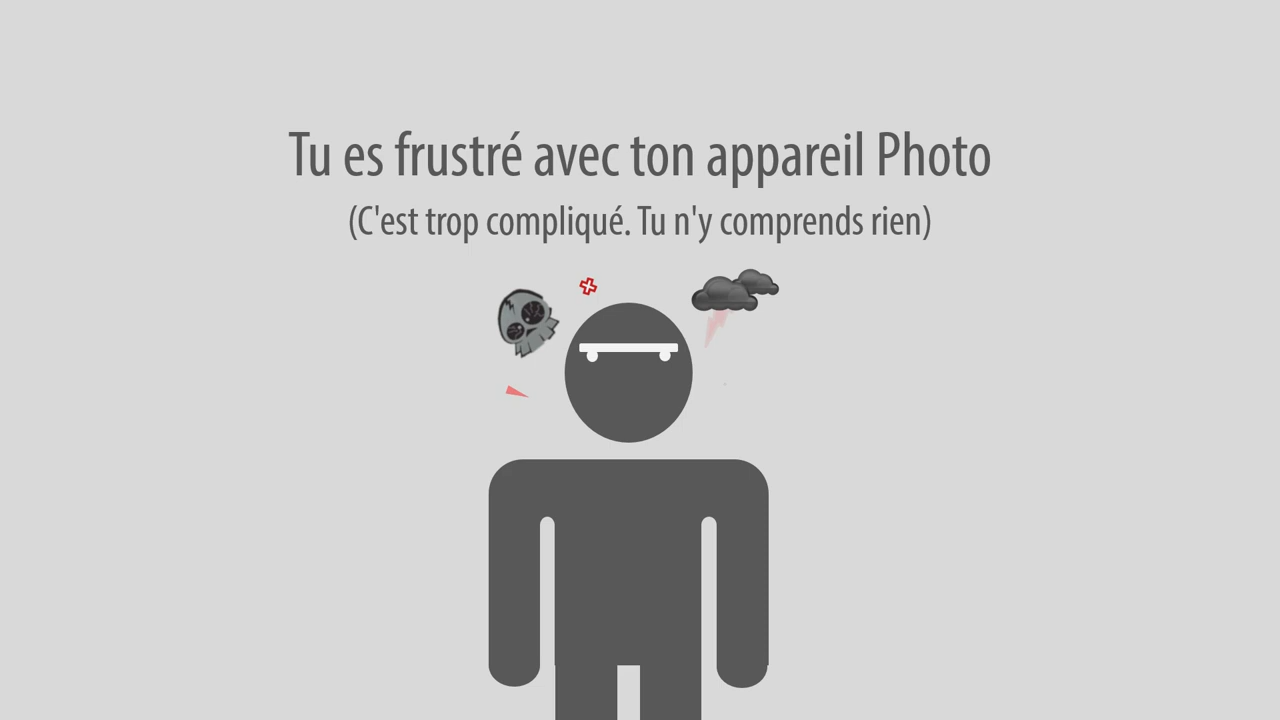 Tu es frustré avec ton appareil Photo
(C'est trop compliqué. Tu n'y comprends rien)